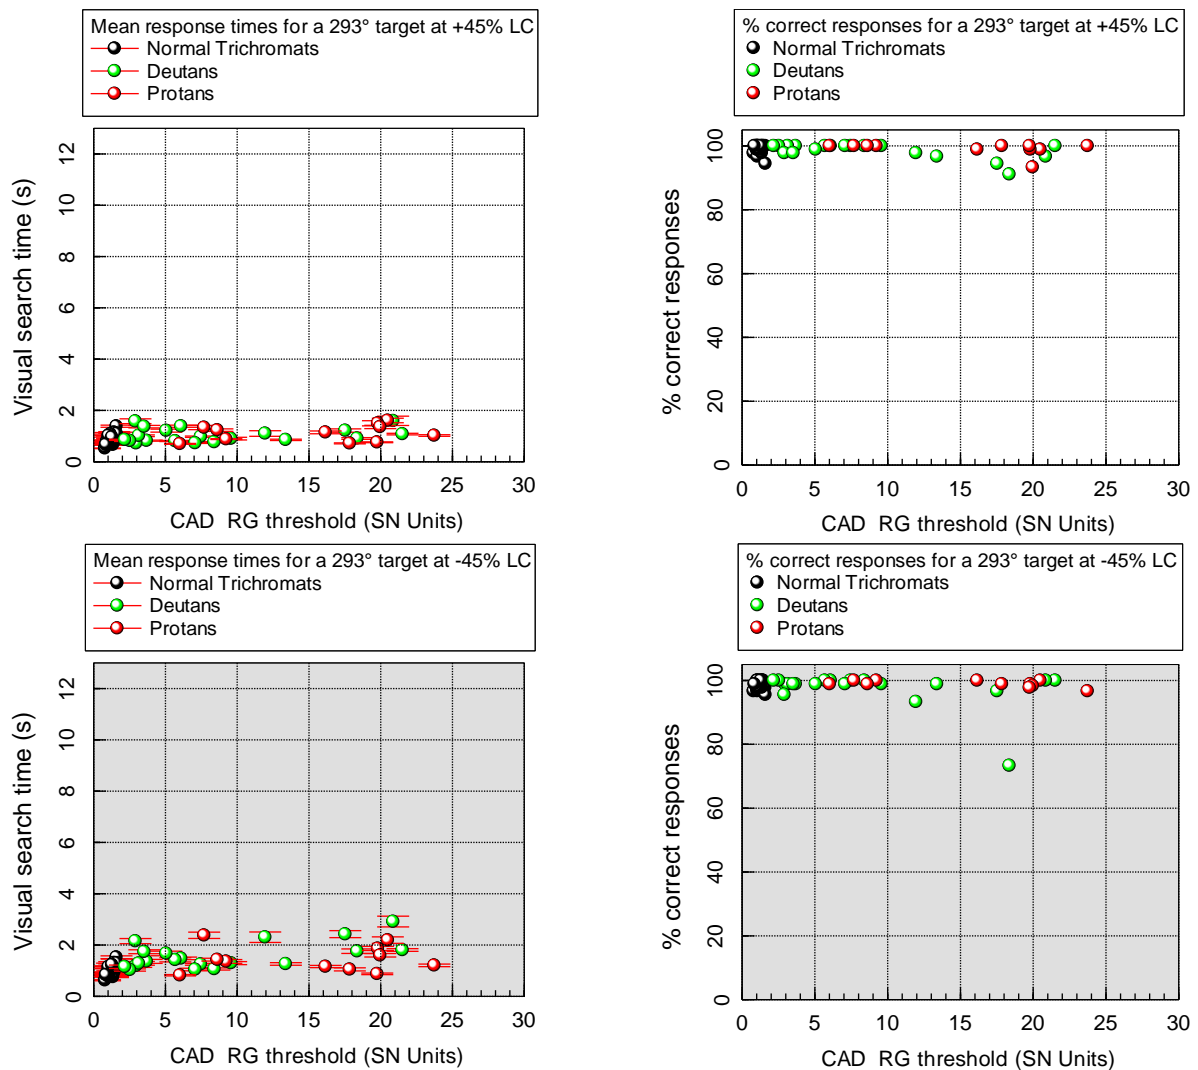 Mean response times for a 293° target at +45% LC
Normal Trichromats
Deutans
Protans
Visual search time (s)
12
10
8
6
4
2
0
0 5 10 15 20 25 30
CAD RG threshold (SN Units)
% correct responses for a 293° target at +45% LC
Normal Trichromats
Deutans
Protans
% correct responses
100
80
60
40
20
0
0 5 10 15 20 25 30
CAD RG threshold (SN Units)
Mean response times for a 293° target at -45% LC
Normal Trichromats
Deutans
Protans
Visual search time (s)
12
10
8
6
4
2
0
0 5 10 15 20 25 30
CAD RG threshold (SN Units)
% correct responses for a 293° target at -45% LC
Normal Trichromats
Deutans
Protans
% correct responses
100
80
60
40
20
0
0 5 10 15 20 25 30
CAD RG threshold (SN Units)